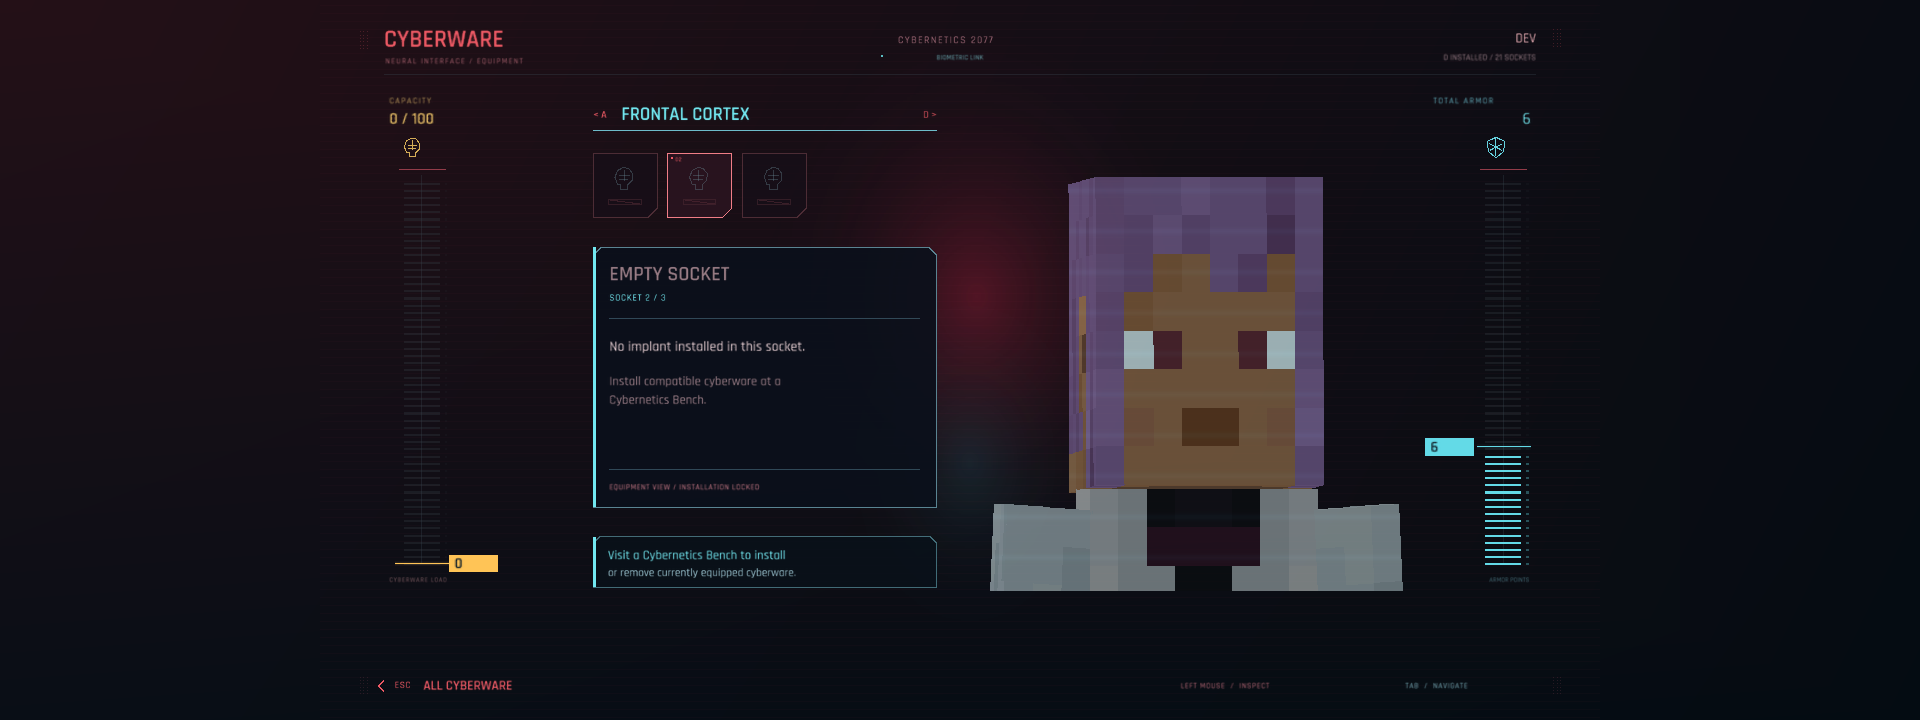 CYBERWARE
NEURAL INTERFACE / EQUIPMENT
CYBERNETICS 2077
BIOMETRIC LINK
DEV
0 INSTALLED / 21 SOCKETS
CAPACITY
0 / 100
< A
FRONTAL CORTEX
D >
TOTAL ARMOR
6
02
EMPTY SOCKET
SOCKET 2 / 3
No implant installed in this socket.
Install compatible cyberware at a
Cybernetics Bench.
EQUIPMENT VIEW / INSTALLATION LOCKED
6
0
CYBERWARE LOAD
Visit a Cybernetics Bench to install
or remove currently equipped cyberware.
ARMOR POINTS
ESC
ALL CYBERWARE
LEFT MOUSE / INSPECT
TAB / NAVIGATE